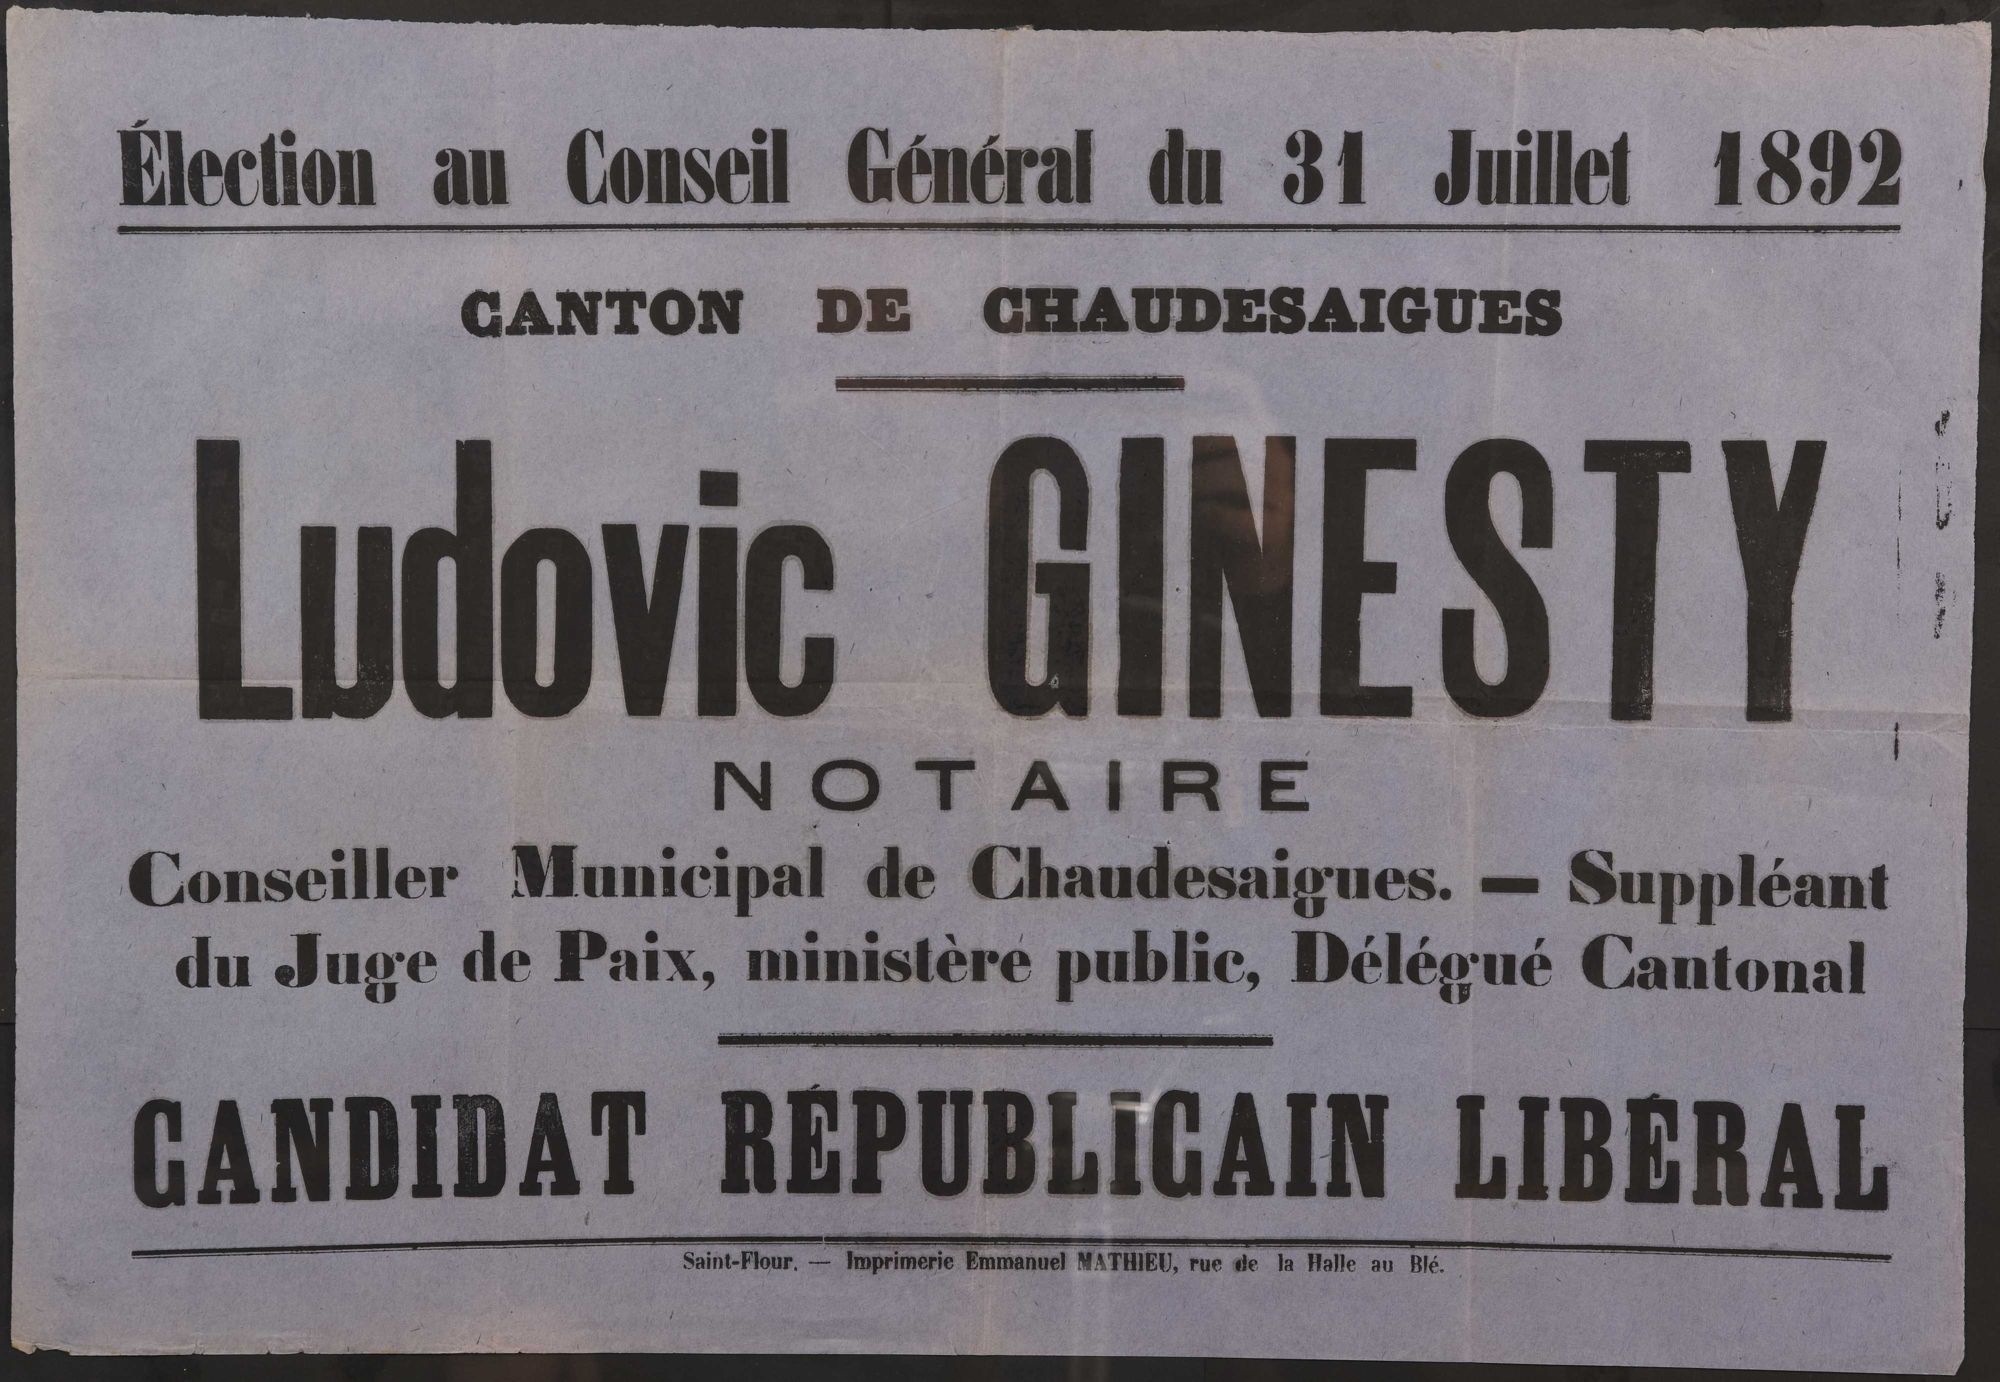 Élection au Conseil Général du 31 Juillet 1892
CANTON DE CHAUDESAIGUES
Ludovic GINESTY
NOTAIRE
Conseiller Municipal de Chaudesaigues. — Suppléant
du Juge de Paix, ministère public, Délégué Cantonal
CANDIDAT RÉPUBLICAIN LIBÉRAL
Saint-Flour. — Imprimerie Emmanuel MATHIEU, rue de la Halle au Blé.